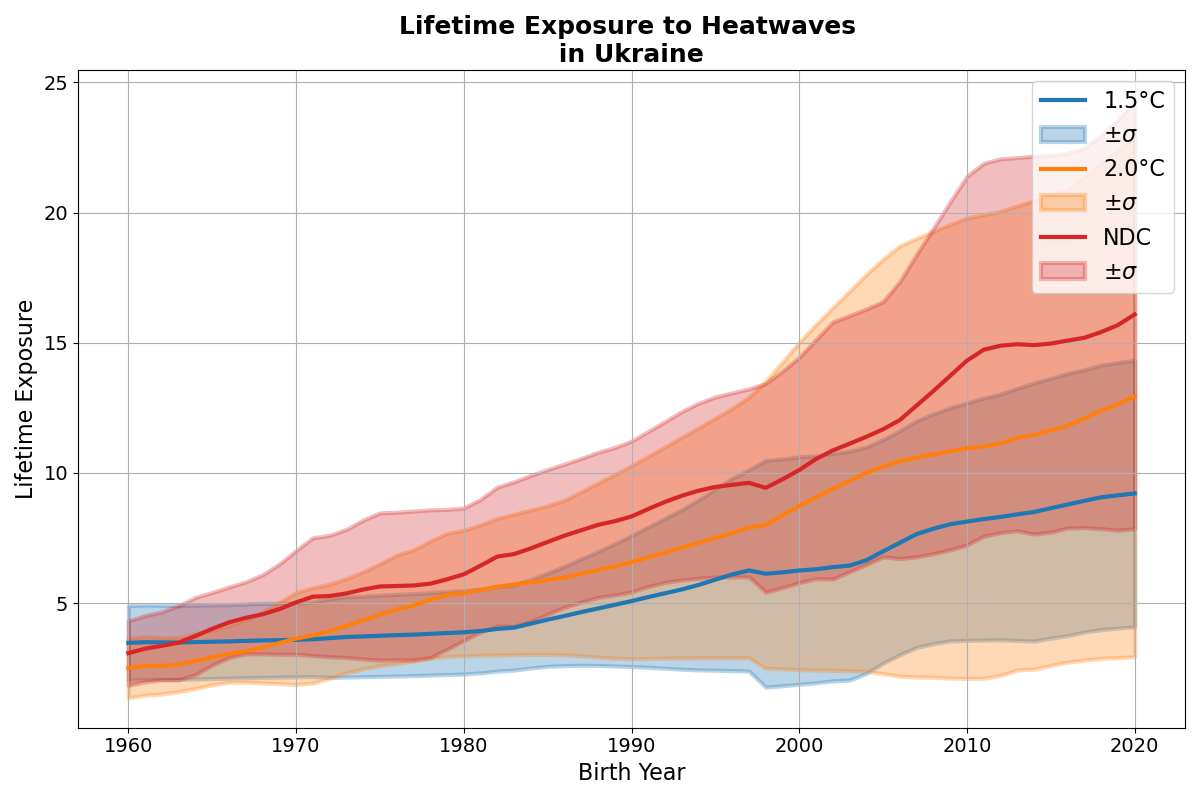 Lifetime Exposure to Heatwaves
in Ukraine
25
20
15
10
5
Lifetime Exposure
1960
1970
1980
1990
2000
2010
2020
Birth Year
1.5°C
±σ
2.0°C
±σ
NDC
±σ